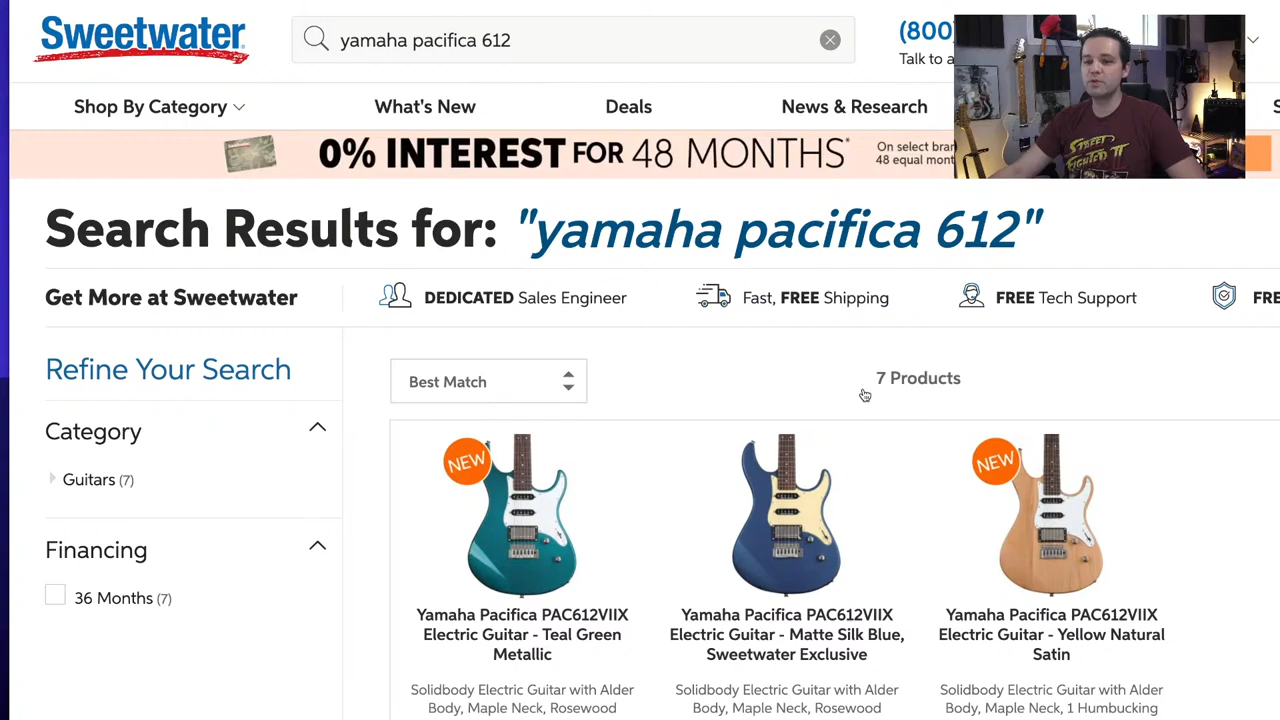 Sweetwater
yamaha pacifica 612
(800)
Talk to a
Shop By Category
What's New
Deals
News & Research
0% INTEREST FOR 48 MONTHS*
On select bran
48 equal mont
STREET
FIGHTER II
Search Results for: "yamaha pacifica 612"
Get More at Sweetwater
DEDICATED Sales Engineer
Fast, FREE Shipping
FREE Tech Support
FRE
Refine Your Search
Best Match
7 Products
Category
Guitars (7)
Financing
36 Months (7)
NEW
NEW
Yamaha Pacifica PAC612VIIX
Electric Guitar - Teal Green
Metallic
Solidbody Electric Guitar with Alder
Body, Maple Neck, Rosewood
Yamaha Pacifica PAC612VIIX
Electric Guitar - Matte Silk Blue,
Sweetwater Exclusive
Solidbody Electric Guitar with Alder
Body, Maple Neck, Rosewood
Yamaha Pacifica PAC612VIIX
Electric Guitar - Yellow Natural
Satin
Solidbody Electric Guitar with Alder
Body, Maple Neck, 1 Humbucking